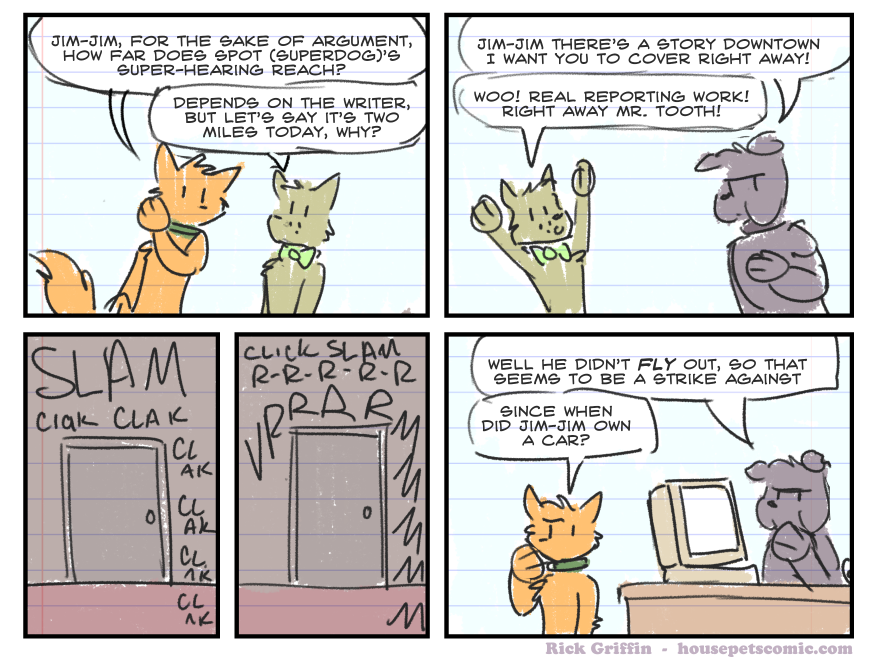 JIM-JIM, FOR THE SAKE OF ARGUMENT,
HOW FAR DOES SPOT (SUPERDOG)'S
SUPER-HEARING REACH?
DEPENDS ON THE WRITER,
BUT LET'S SAY IT'S TWO
MILES TODAY, WHY?
JIM-JIM THERE'S A STORY DOWNTOWN
I WANT YOU TO COVER RIGHT AWAY!
WOO! REAL REPORTING WORK!
RIGHT AWAY MR. TOOTH!
SLAM
CLAK CLAK
CL
AK
CL
AK
CL
AK
CL
AK
CLICK SLAM
R-R-R-R-R
VRRRAR
M
M
M
M
M
WELL HE DIDN'T FLY OUT, SO THAT
SEEMS TO BE A STRIKE AGAINST
SINCE WHEN
DID JIM-JIM OWN
A CAR?
Rick Griffin - housepetscomic.com